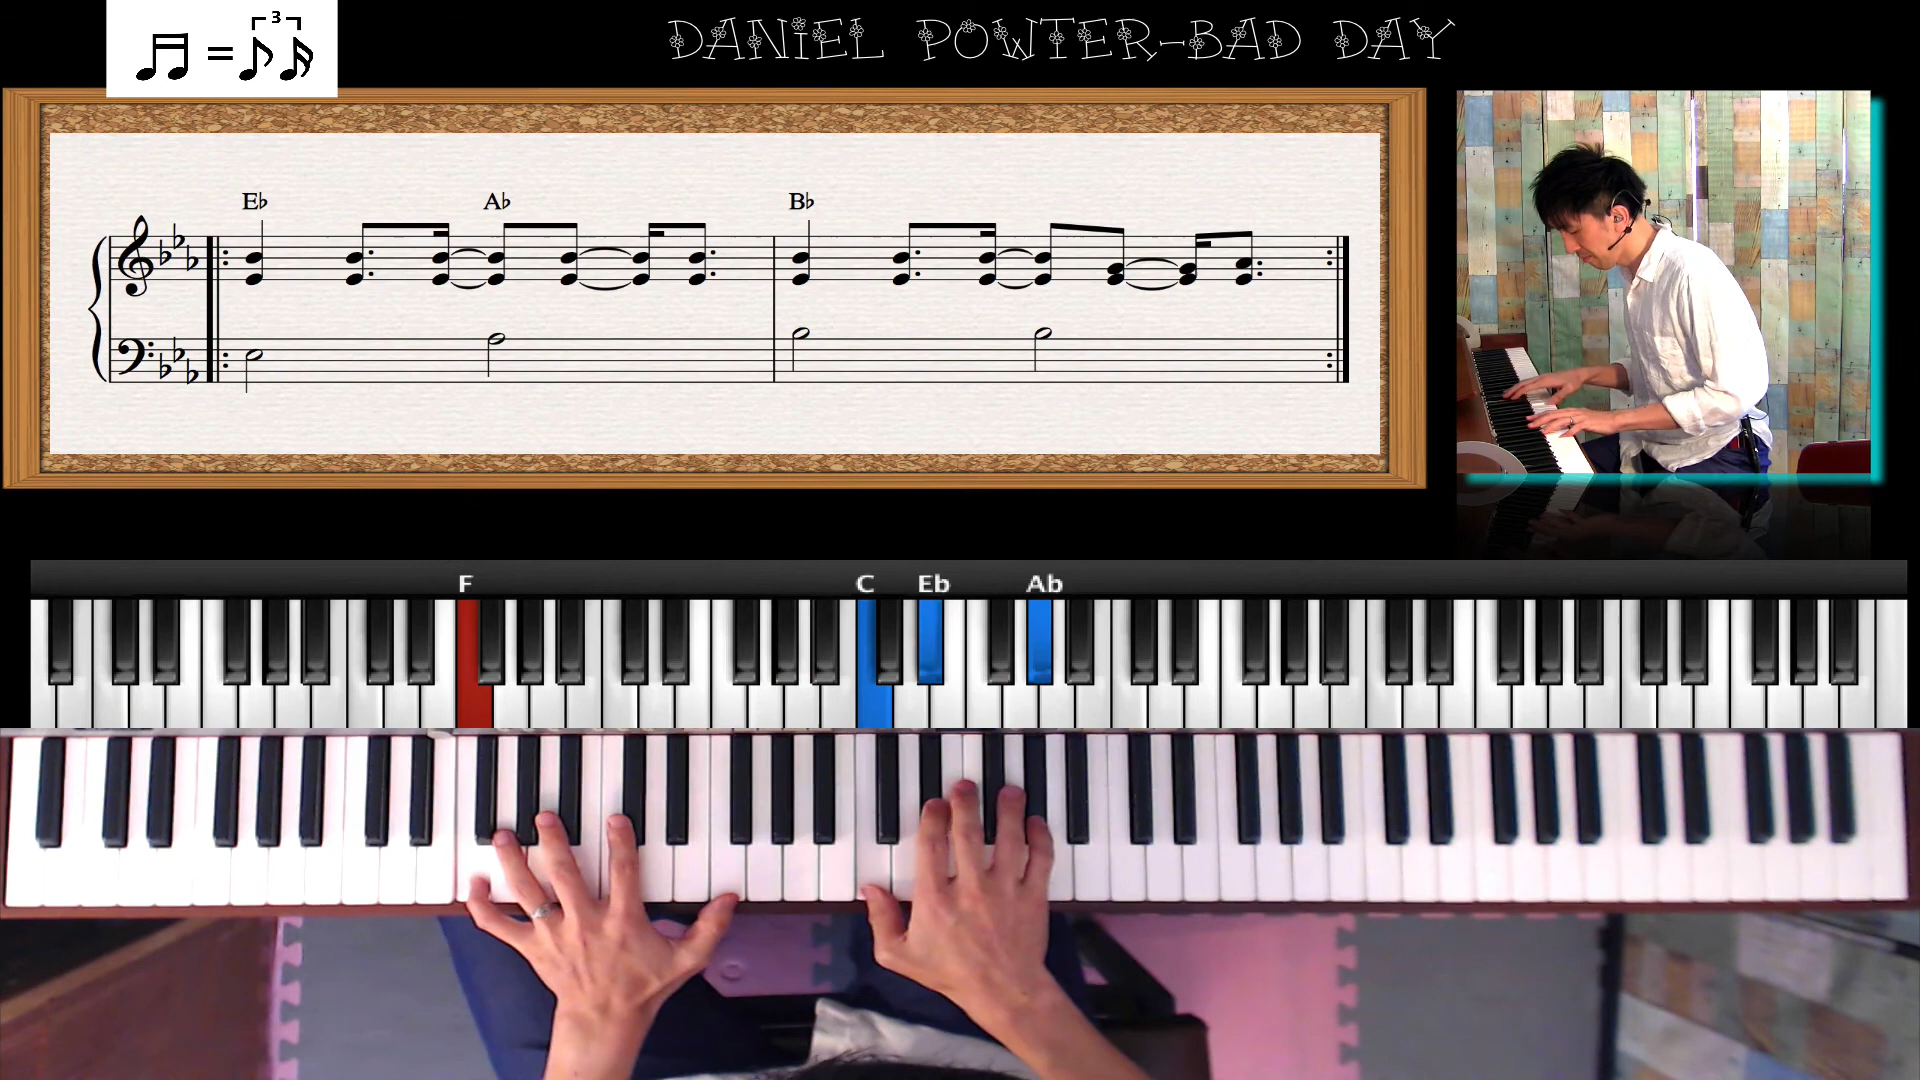 3
=
DANiEL POWTER-BAD DAY
E♭ A♭ B♭
F C Eb Ab